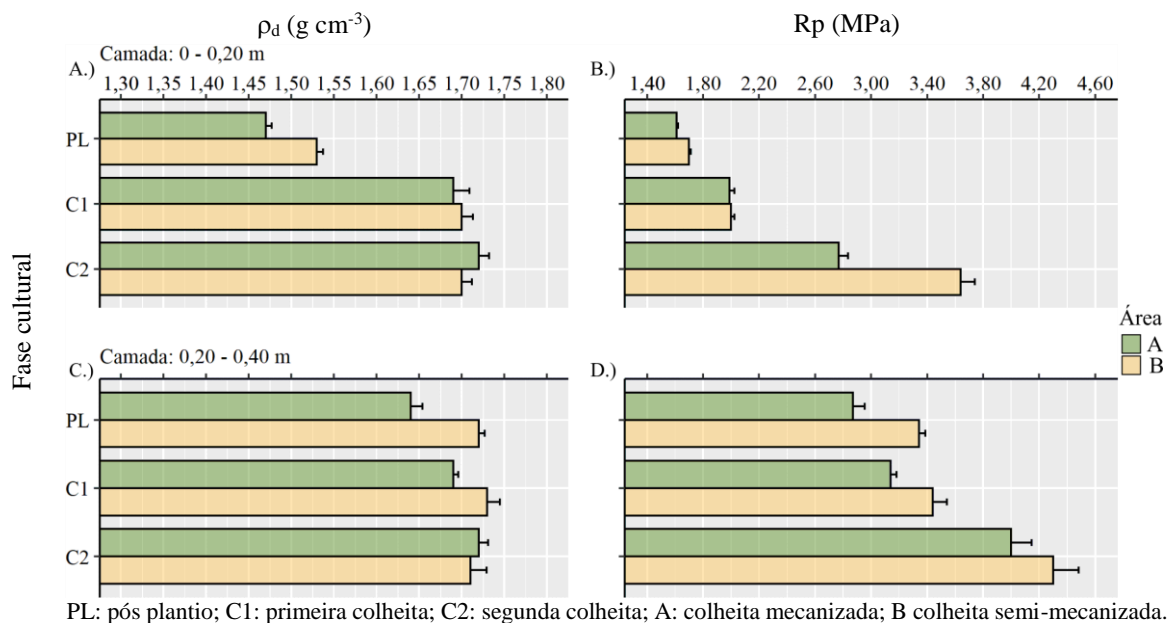 ρd (g cm-3)
Rp (MPa)
Camada: 0 - 0,20 m
A.)
1,30 1,35 1,40 1,45 1,50 1,55 1,60 1,65 1,70 1,75 1,80
B.)
1,40 1,80 2,20 2,60 3,00 3,40 3,80 4,20 4,60
PL
C1
C2
Fase cultural
Área
A
B
Camada: 0,20 - 0,40 m
C.)
D.)
PL
C1
C2
PL: pós plantio; C1: primeira colheita; C2: segunda colheita; A: colheita mecanizada; B colheita semi-mecanizada.